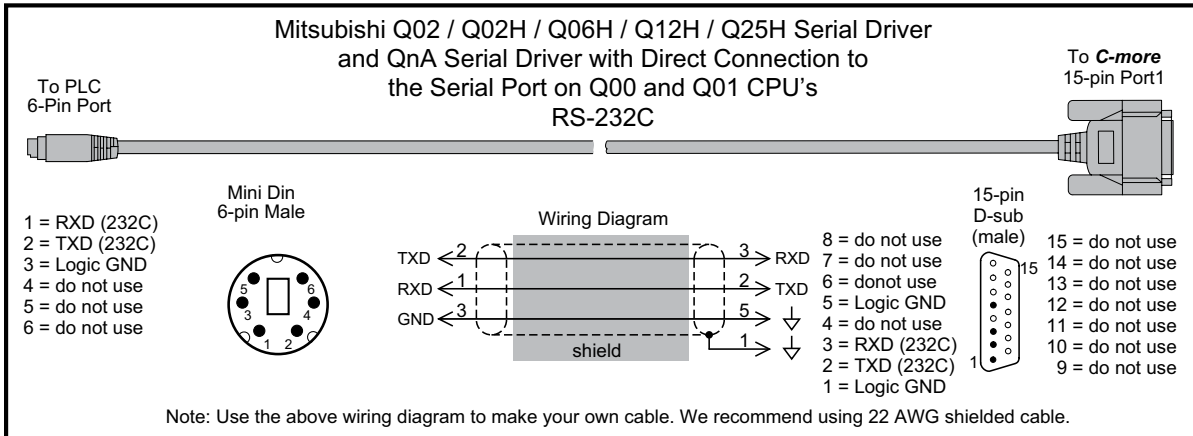 Mitsubishi Q02 / Q02H / Q06H / Q12H / Q25H Serial Driver
and QnA Serial Driver with Direct Connection to
the Serial Port on Q00 and Q01 CPU's
RS-232C
To PLC
6-Pin Port
To C-more
15-pin Port1
1 = RXD (232C)
2 = TXD (232C)
3 = Logic GND
4 = do not use
5 = do not use
6 = do not use
Mini Din
6-pin Male
5 6
3 4
1 2
Wiring Diagram
TXD 2 3 RXD
RXD 1 2 TXD
GND 3 5
1
shield
8 = do not use
7 = do not use
6 = donot use
5 = Logic GND
4 = do not use
3 = RXD (232C)
2 = TXD (232C)
1 = Logic GND
15-pin
D-sub
(male)
15
1
15 = do not use
14 = do not use
13 = do not use
12 = do not use
11 = do not use
10 = do not use
9 = do not use
Note: Use the above wiring diagram to make your own cable. We recommend using 22 AWG shielded cable.